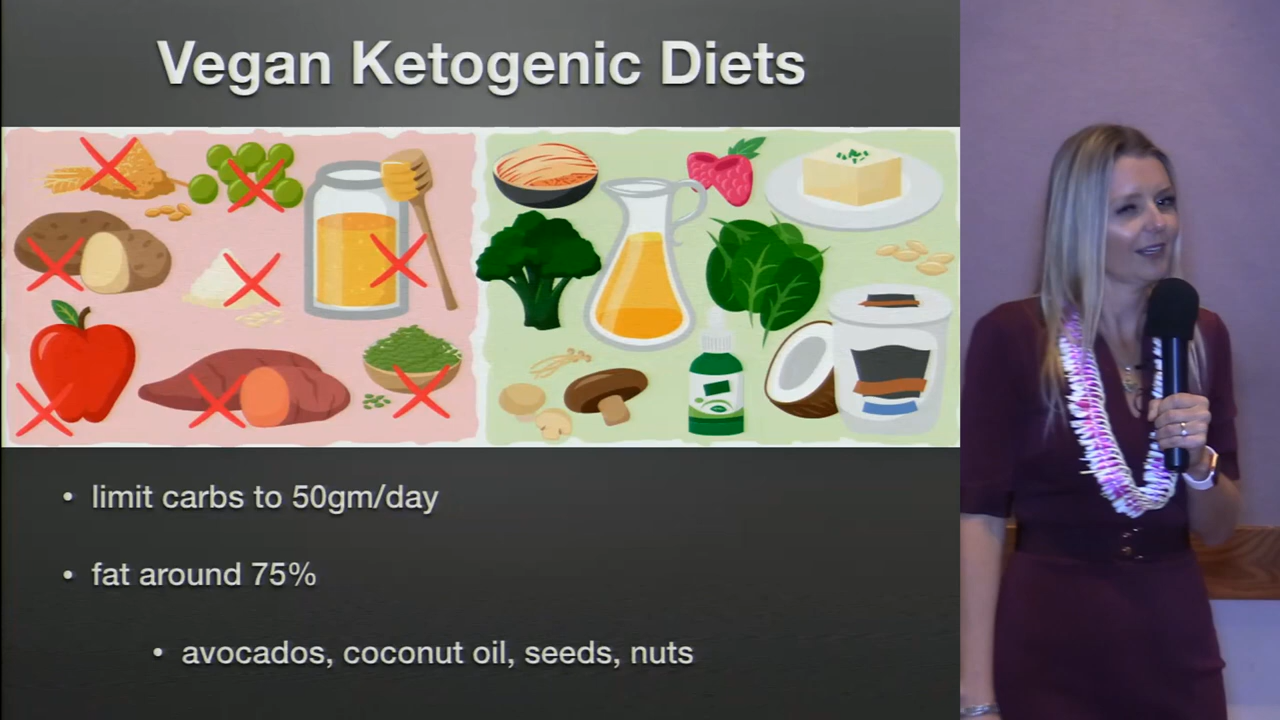 Vegan Ketogenic Diets
• limit carbs to 50gm/day
• fat around 75%
• avocados, coconut oil, seeds, nuts